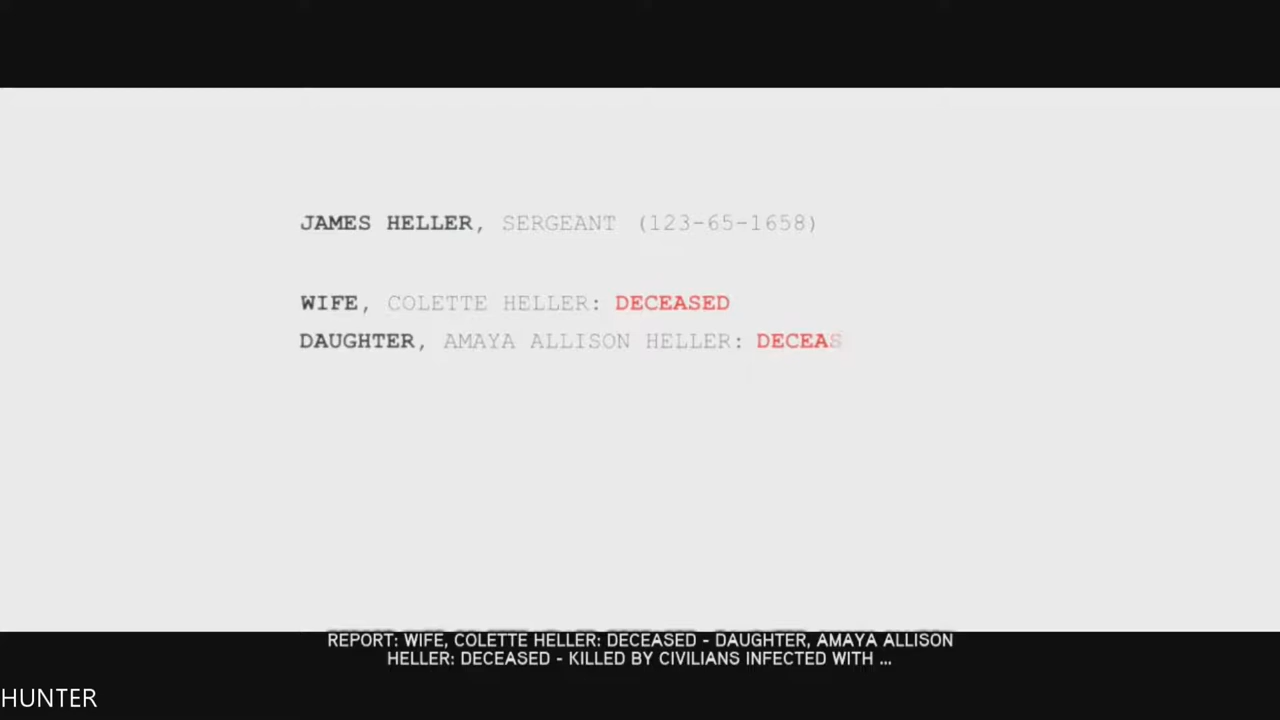 JAMES HELLER, SERGEANT (123-65-1658)
WIFE, COLETTE HELLER: DECEASED
DAUGHTER, AMAYA ALLISON HELLER: DECEAS
REPORT: WIFE, COLETTE HELLER: DECEASED - DAUGHTER, AMAYA ALLISON
HELLER: DECEASED - KILLED BY CIVILIANS INFECTED WITH ...
HUNTER